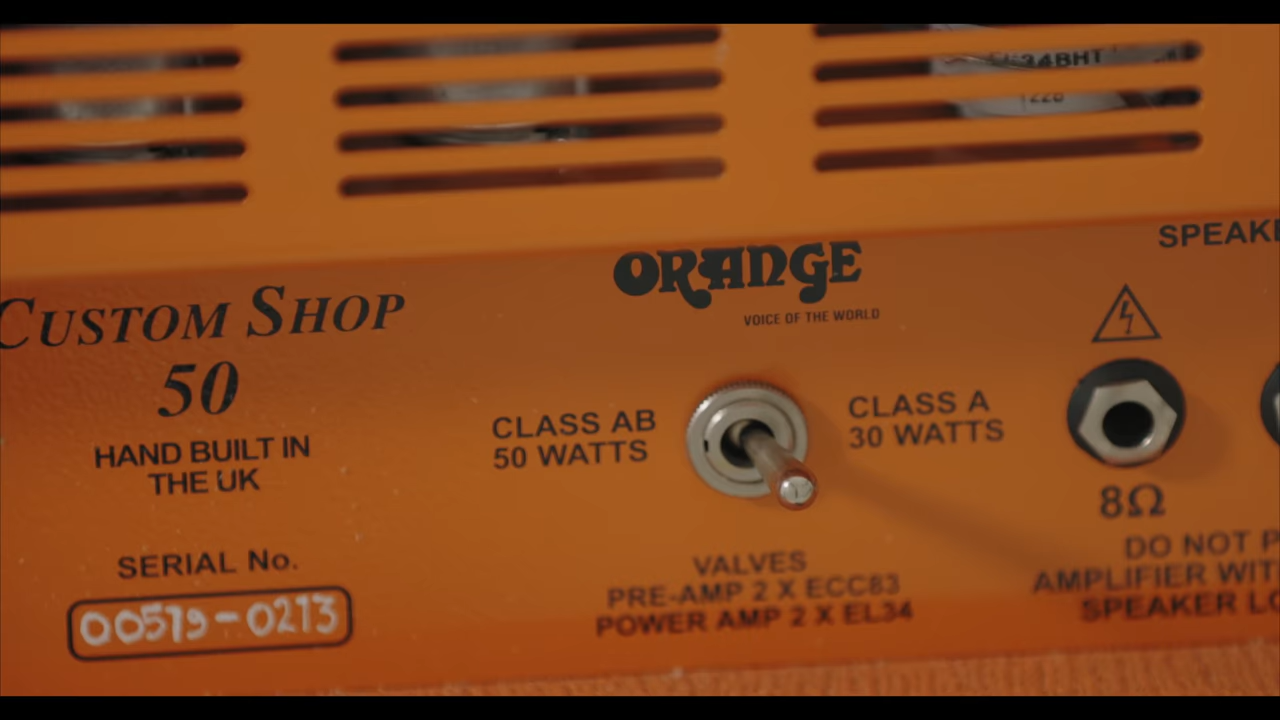 34BHT
1228
ORANGE
VOICE OF THE WORLD
CUSTOM SHOP
50
HAND BUILT IN
THE UK
SERIAL No.
00519-0213
CLASS AB
50 WATTS
CLASS A
30 WATTS
VALVES
PRE-AMP 2 X ECC83
POWER AMP 2 X EL34
SPEAK
8Ω
DO NOT
AMPLIFIER WIT
SPEAKER LO